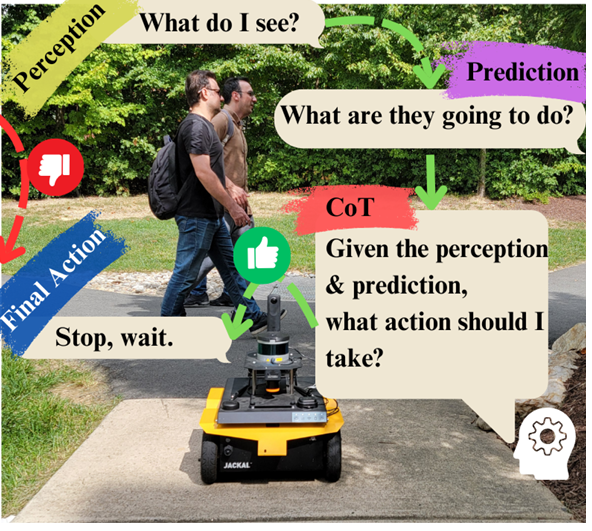 Perception
What do I see?
Prediction
What are they going to do?
CoT
Given the perception
& prediction,
what action should I
take?
Final Action
Stop, wait.
JACKAL